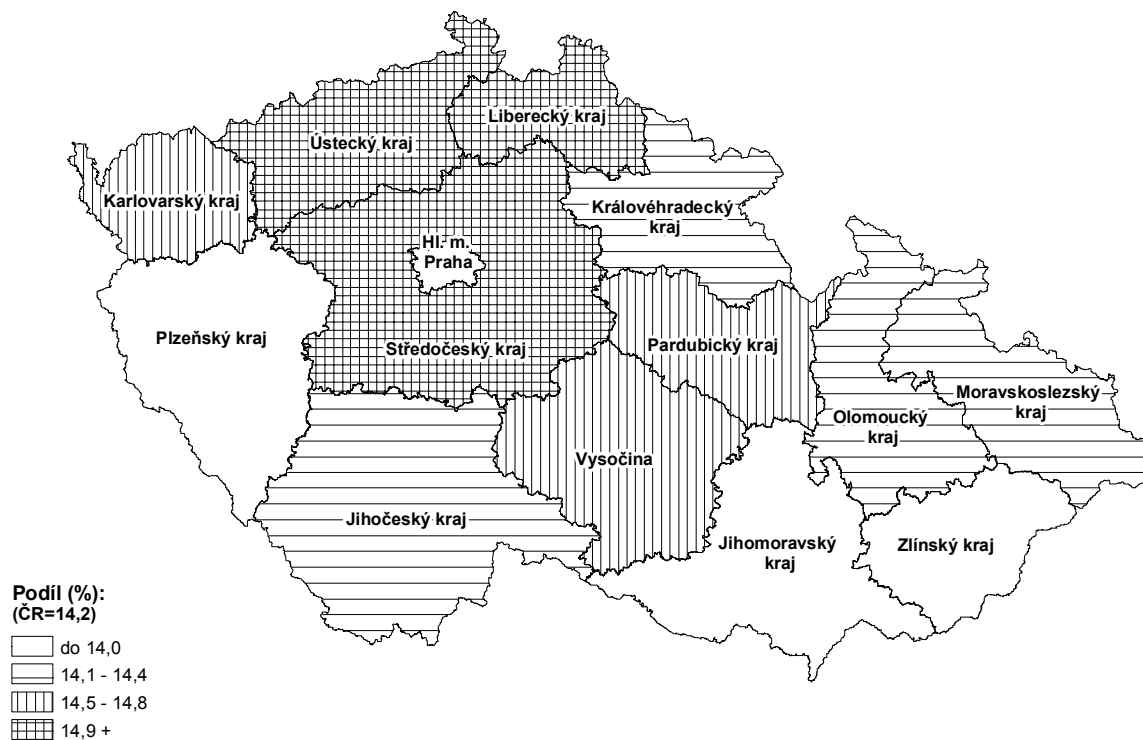 Liberecký kraj
Ústecký kraj
Karlovarský kraj
Královéhradecký
kraj
Hl. m.
Praha
Plzeňský kraj
Středočeský kraj
Pardubický kraj
Moravskoslezský
kraj
Olomoucký
kraj
Vysočina
Jihočeský kraj
Jihomoravský
kraj
Zlínský kraj
Podíl (%):
(ČR=14,2)
do 14,0
14,1 - 14,4
14,5 - 14,8
14,9 +